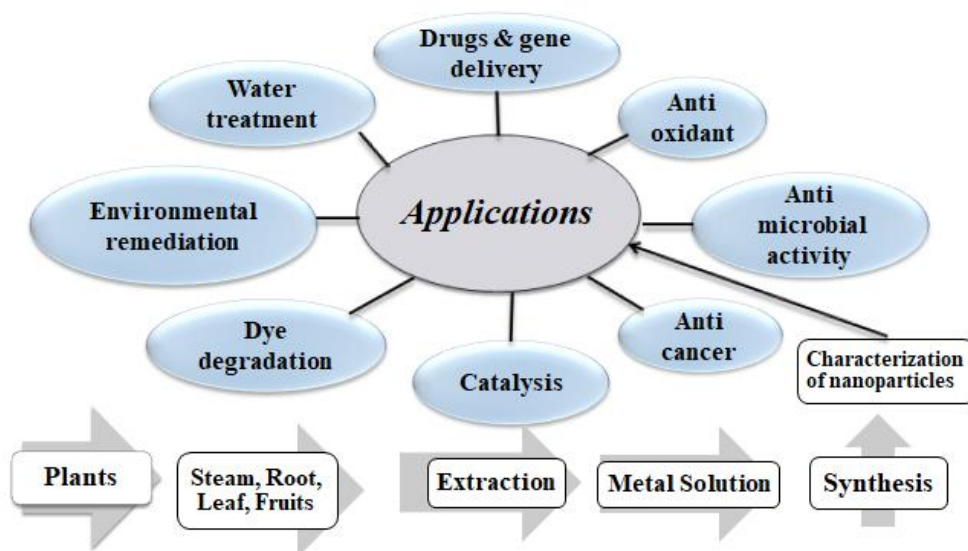 Drugs & gene
delivery
Water
treatment
Anti
oxidant
Environmental
remediation
Applications
Anti
microbial
activity
Dye
degradation
Catalysis
Anti
cancer
Characterization
of nanoparticles
Plants
Steam, Root,
Leaf, Fruits
Extraction
Metal Solution
Synthesis